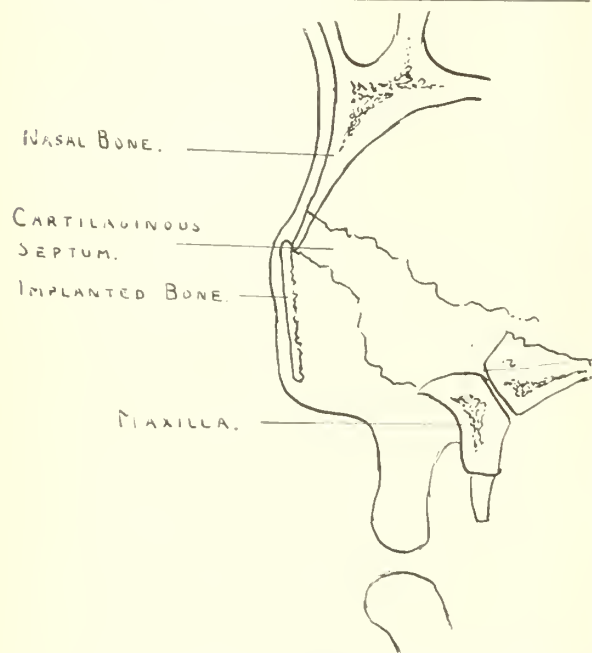 NASAL BONE.
CARTILAGINOUS
SEPTUM.
IMPLANTED BONE.
MAXILLA.